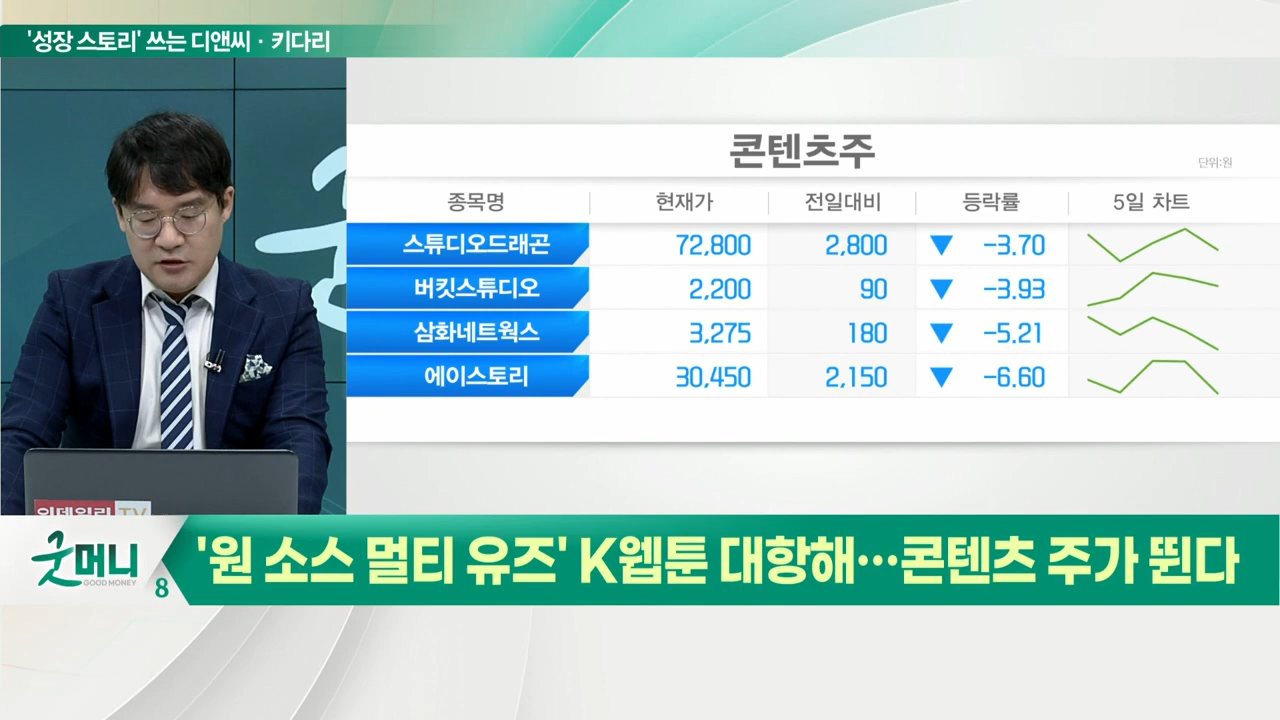 '성장 스토리' 쓰는 디앤씨·키다리
콘텐츠주
단위:원
종목명 현재가 전일대비 등락률 5일 차트
스튜디오드래곤 72,800 2,800 ▼ -3.70
버킷스튜디오 2,200 90 ▼ -3.93
삼화네트웍스 3,275 180 ▼ -5.21
에이스토리 30,450 2,150 ▼ -6.60
이데일리 TV
굿머니
GOOD MONEY
8
'원 소스 멀티 유즈' K웹툰 대항해…콘텐츠 주가 뛴다